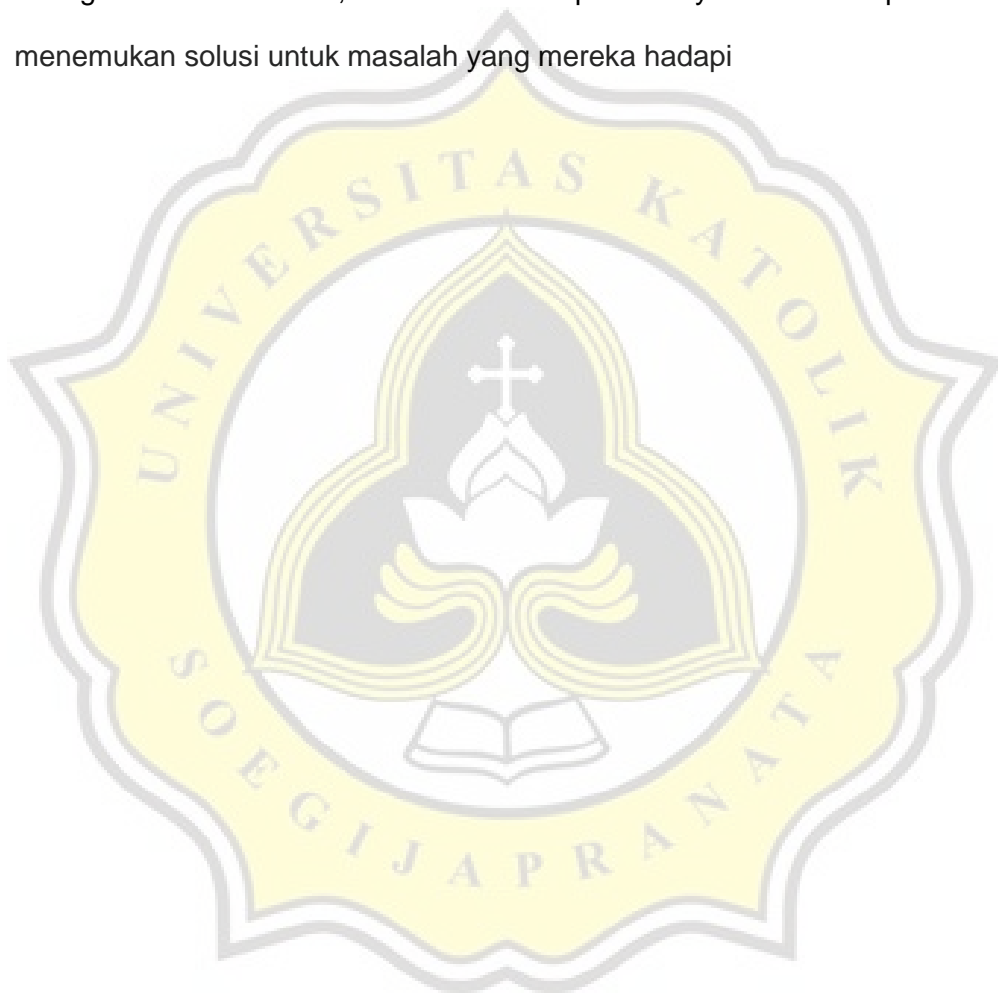 menemukan solusi untuk masalah yang mereka hadapi
UNIVERSITAS KATOLIK
SOEGIJAPRANATA